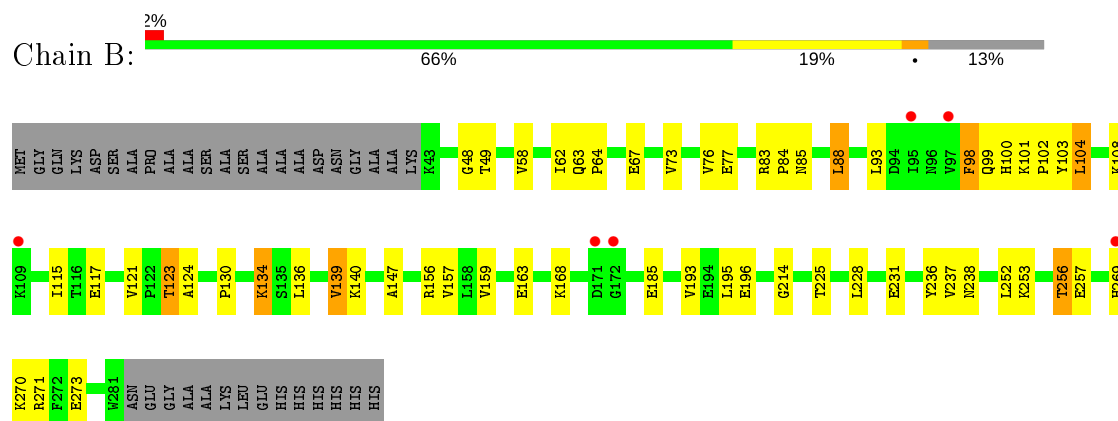 2%
Chain B:
66% 19% • 13%
MET GLY GLN LYS ASP SER ALA PRO ALA ALA SER ALA SER ALA ALA ALA ASP ASN GLY ALA ALA LYS K43 G48 T49 V58 I62 Q63 P64 E67 V73 V76 E77 R83 P84 N85 L88 L93 D94 I95 N96 V97 F98 Q99 H100 K101 P102 Y103 L104 K108
K109 I115 T116 E117 V121 P122 T123 A124 P130 K134 S135 L136 V139 K140 A147 R156 V157 L158 V159 E163 K168 D171 G172 E185 V193 E194 L195 E196 G214 T225 L228 E231 Y236 V237 N238 L252 K253 T256 E257 H269
K270 R271 F272 E273 W281 ASN GLU GLY ALA ALA LYS LEU GLU HIS HIS HIS HIS HIS HIS